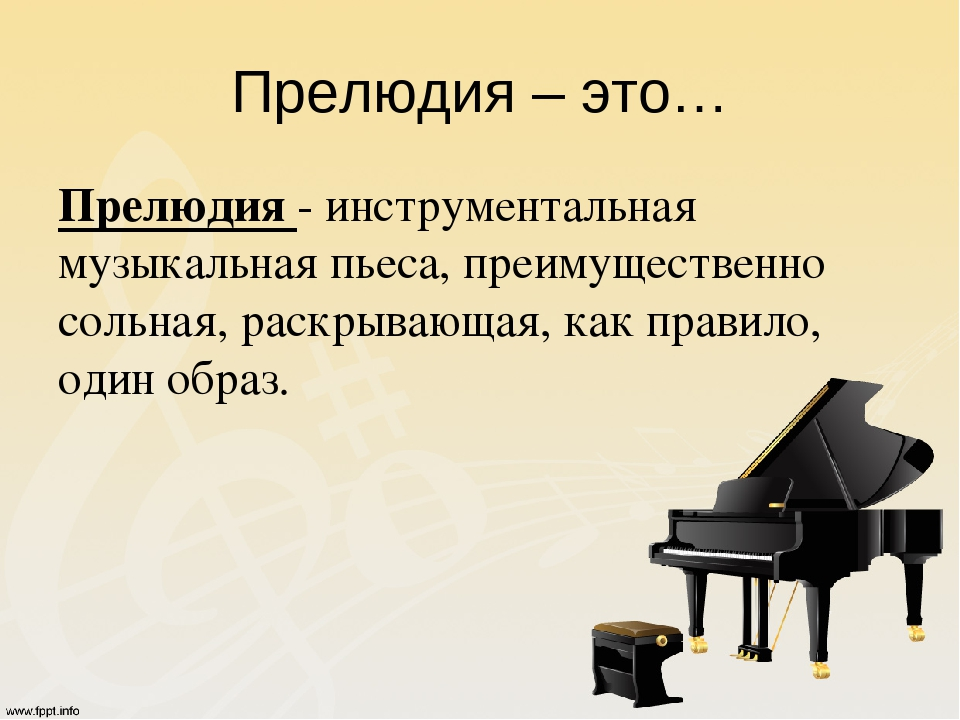 Прелюдия – это…
Прелюдия - инструментальная
музыкальная пьеса, преимущественно
сольная, раскрывающая, как правило,
один образ.
www.fppt.info